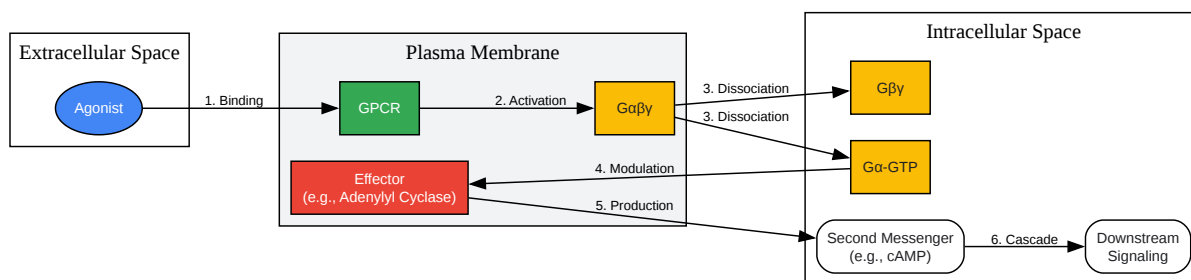 Extracellular Space
Agonist
1. Binding
Plasma Membrane
GPCR
2. Activation
Gαβγ
3. Dissociation
3. Dissociation
Intracellular Space
Gβγ
Gα-GTP
4. Modulation
Effector
(e.g., Adenylyl Cyclase)
5. Production
Second Messenger
(e.g., cAMP)
6. Cascade
Downstream
Signaling